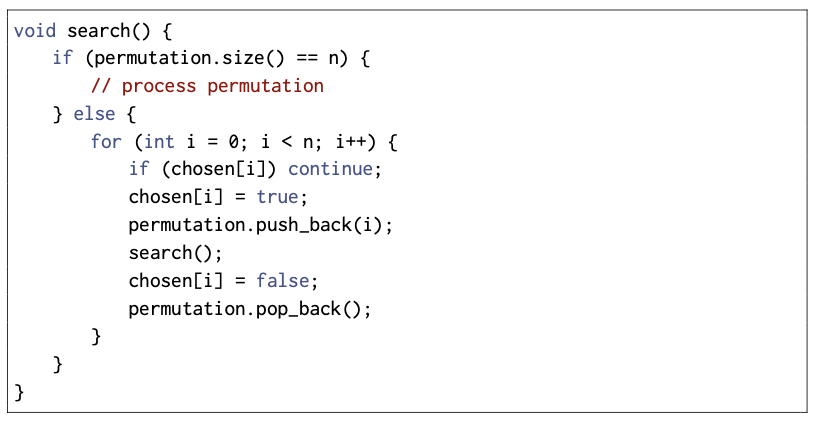 void search() {
    if (permutation.size() == n) {
        // process permutation
    } else {
        for (int i = 0; i < n; i++) {
            if (chosen[i]) continue;
            chosen[i] = true;
            permutation.push_back(i);
            search();
            chosen[i] = false;
            permutation.pop_back();
        }
    }
}